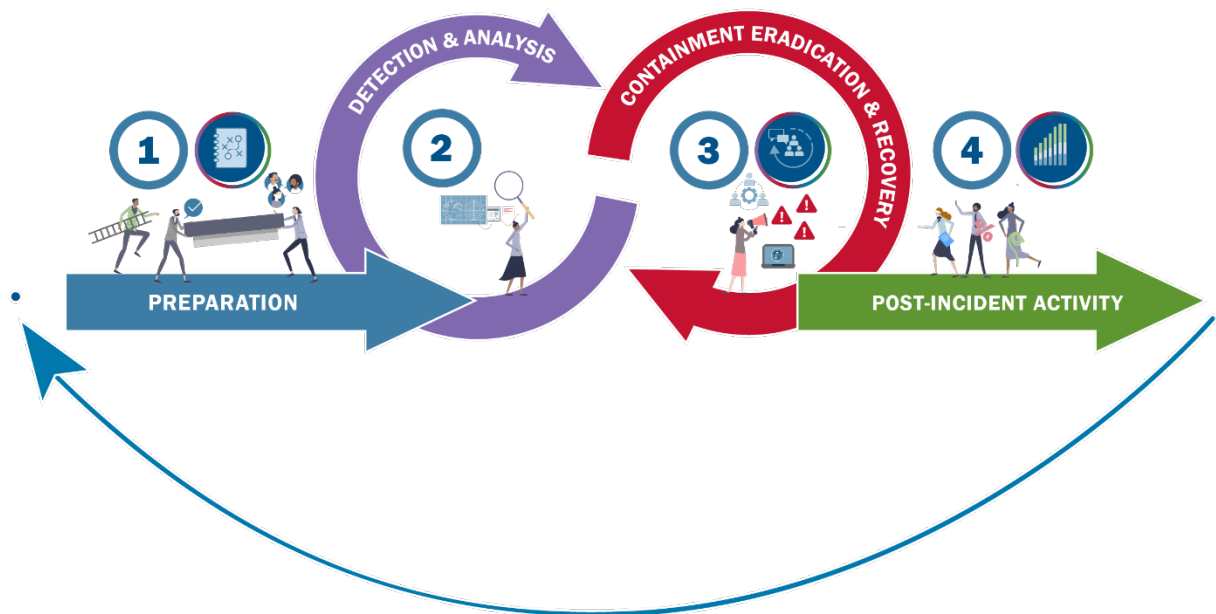 DETECTION & ANALYSIS
CONTAINMENT ERADICATION & RECOVERY
1
2
3
4
PREPARATION
POST-INCIDENT ACTIVITY